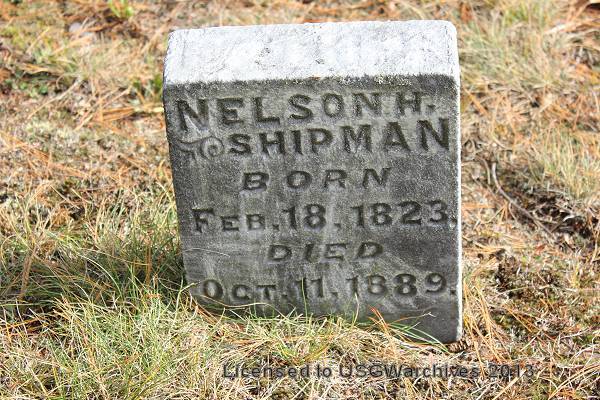 NELSON H.
SHIPMAN
BORN
FEB. 18, 1823.
DIED
OCT. 11, 1889.
Licensed to USGWarchives 2013